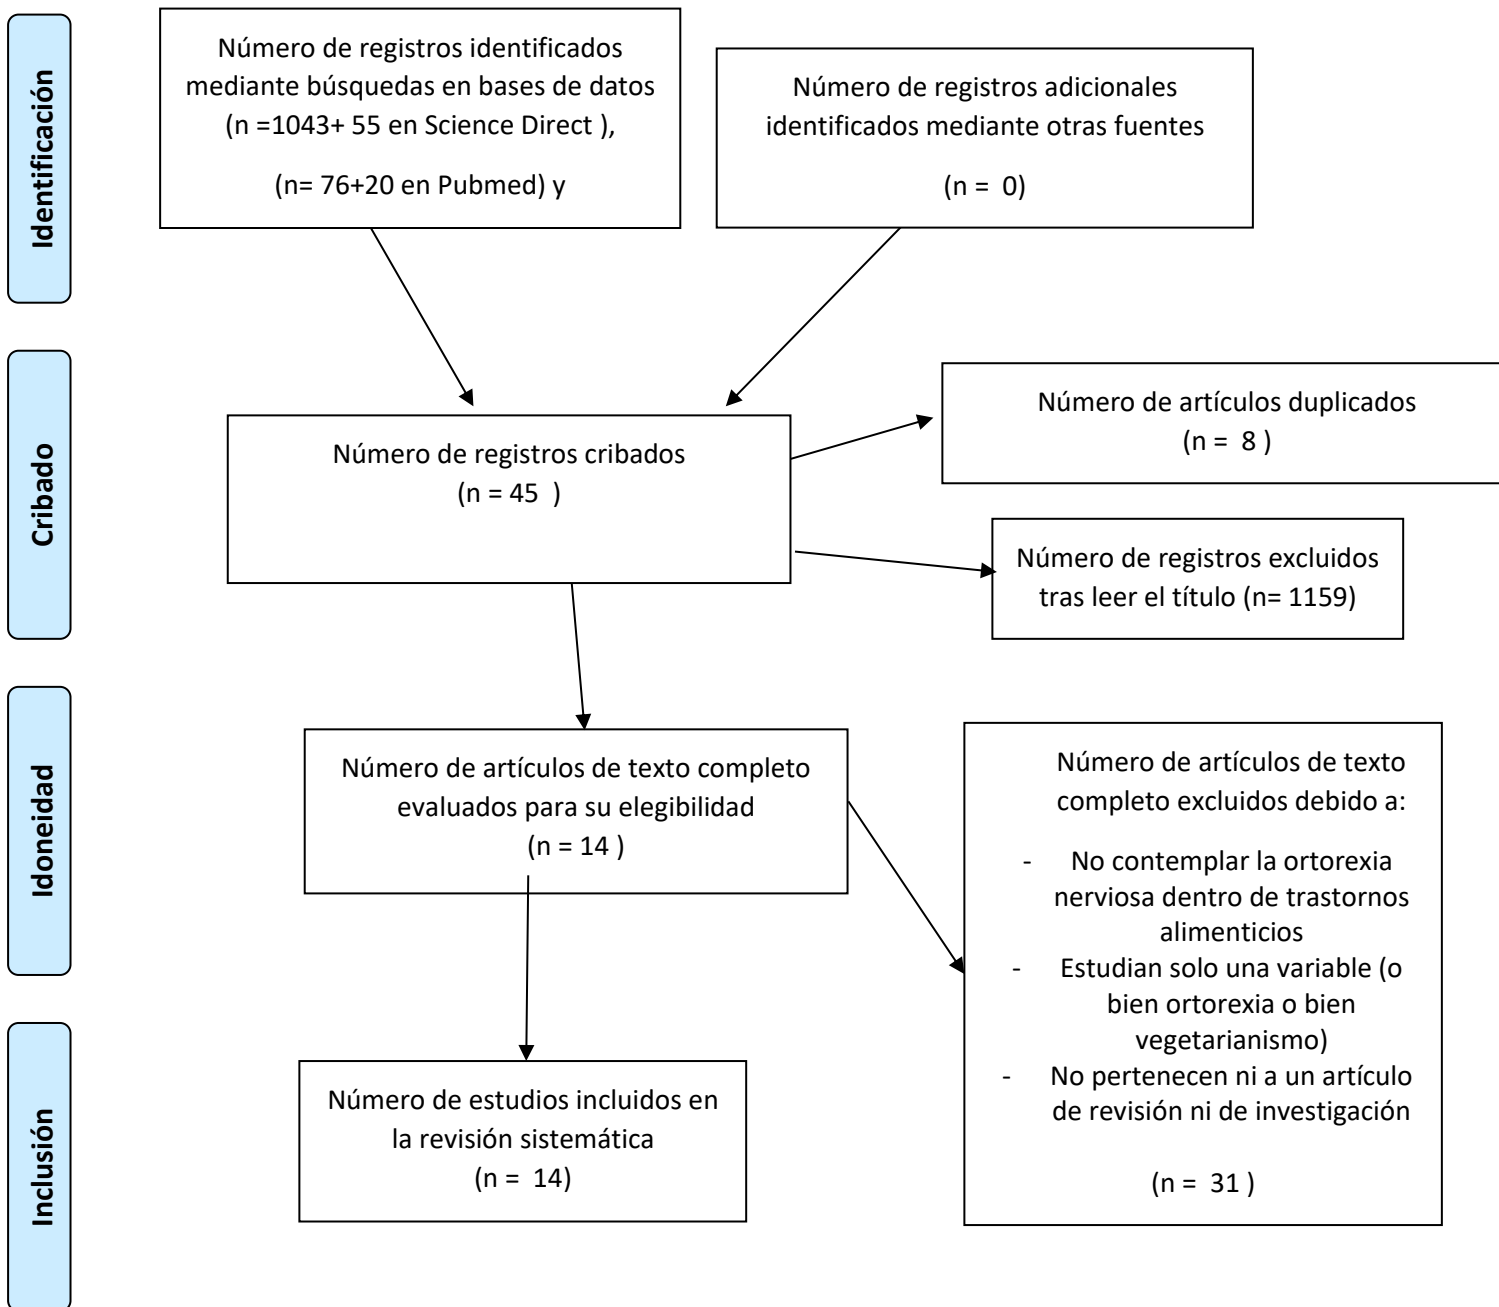 Identificación
Número de registros identificados
mediante búsquedas en bases de datos
(n =1043+ 55 en Science Direct ),
(n= 76+20 en Pubmed) y
Número de registros adicionales
identificados mediante otras fuentes
(n =  0)
Cribado
Número de registros cribados
(n = 45  )
Número de artículos duplicados
(n =  8 )
Número de registros excluidos
tras leer el título (n= 1159)
Idoneidad
Número de artículos de texto completo
evaluados para su elegibilidad
(n = 14 )
Número de artículos de texto
completo excluidos debido a:
- No contemplar la ortorexia
nerviosa dentro de trastornos
alimenticios
- Estudian solo una variable (o
bien ortorexia o bien
vegetarianismo)
- No pertenecen ni a un artículo
de revisión ni de investigación
(n =  31 )
Inclusión
Número de estudios incluidos en
la revisión sistemática
(n =  14)